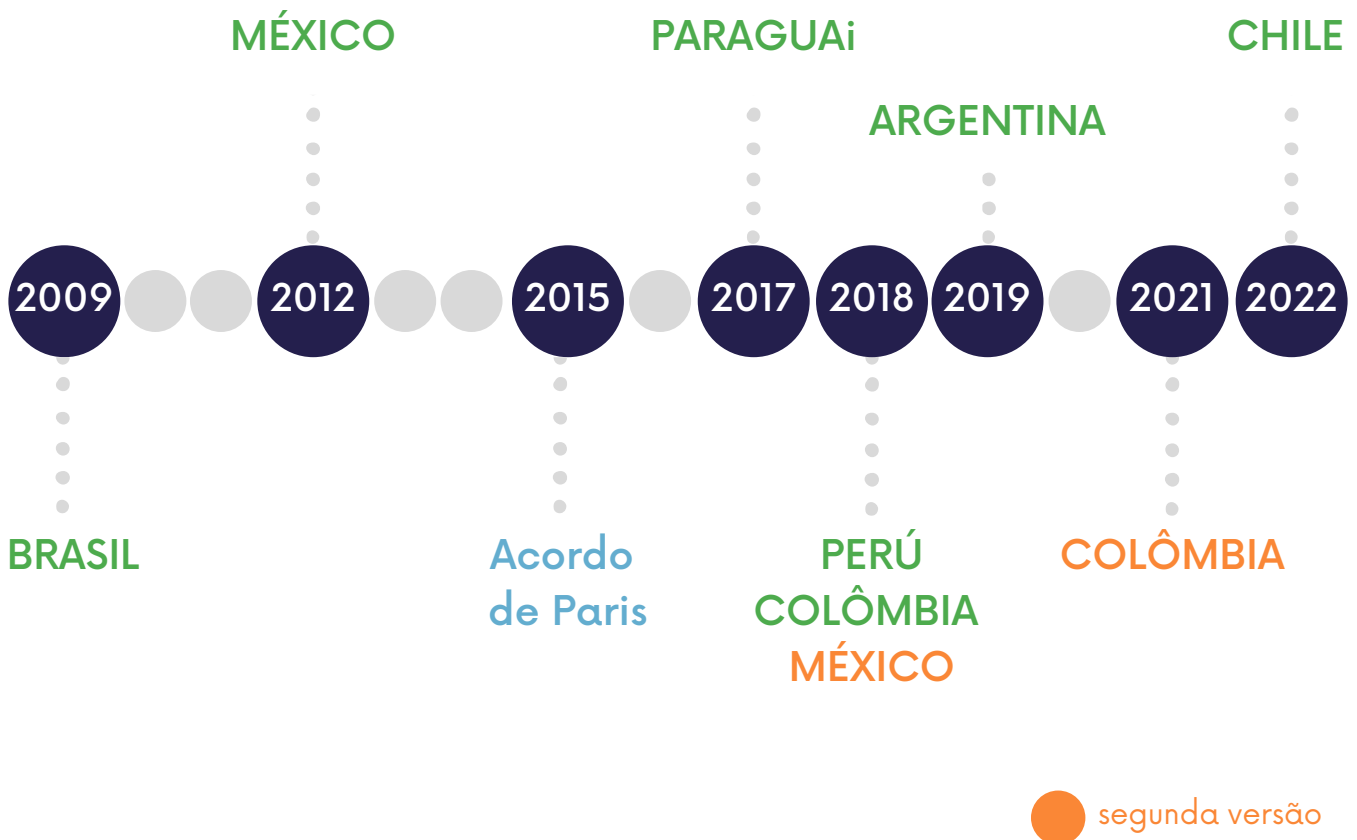 MÉXICO
PARAGUAi
CHILE
ARGENTINA
2009
2012
2015
2017
2018
2019
2021
2022
BRASIL
Acordo
de Paris
PERÚ
COLÔMBIA
MÉXICO
COLÔMBIA
segunda versão